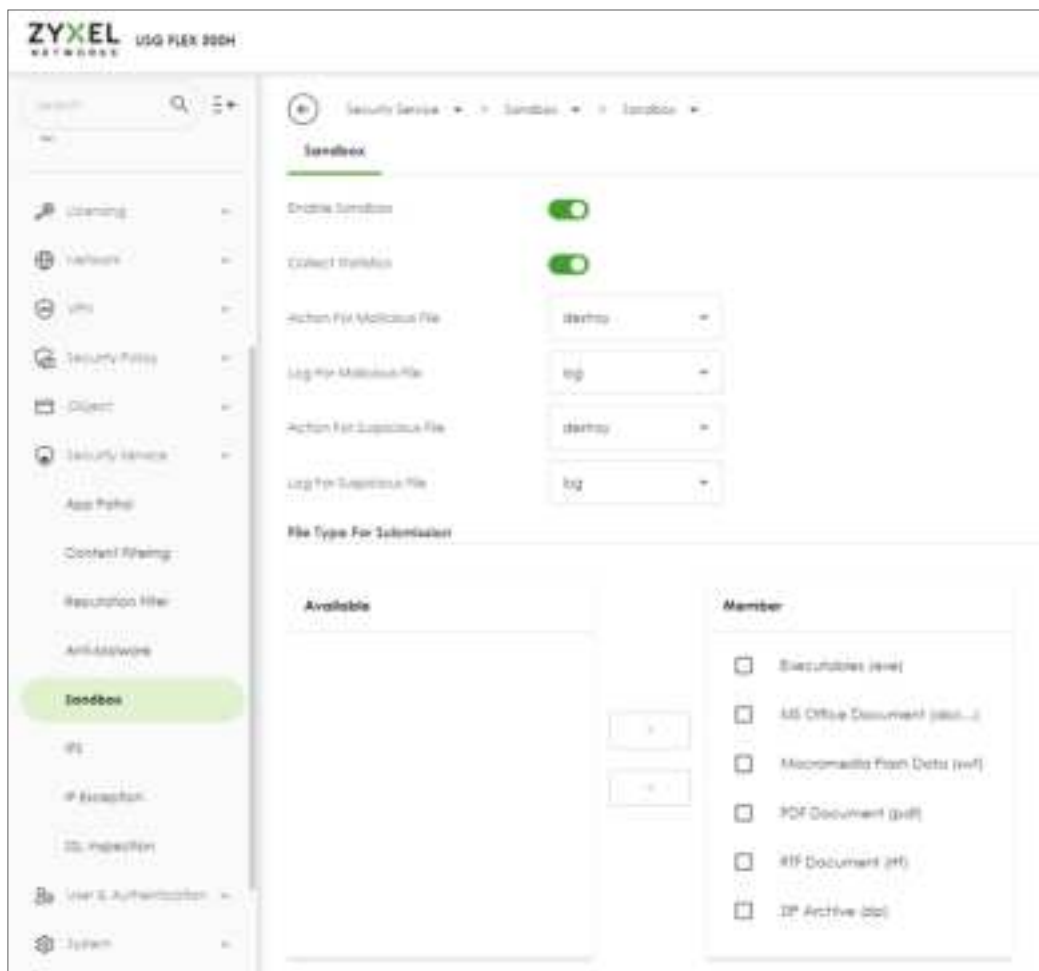 ZYXEL
NETWORKS
USG FLEX 200H
Search
Security Service > Sandbox > Sandbox
Sandbox
Licensing
Network
VPN
Security Policy
Object
Security Service
App Patrol
Content Filtering
Reputation Filter
Anti-Malware
Sandbox
IPS
IP Exception
SSL Inspection
User & Authentication
System
Enable Sandbox
Collect Statistics
Action For Malicious File
destroy
Log For Malicious File
log
Action For Suspicious File
destroy
Log For Suspicious File
log
File Type For Submission
Available
Member
Executables (exe)
MS Office Document (doc...)
Macromedia Flash Data (swf)
PDF Document (pdf)
RTF Document (rtf)
ZIP Archive (zip)